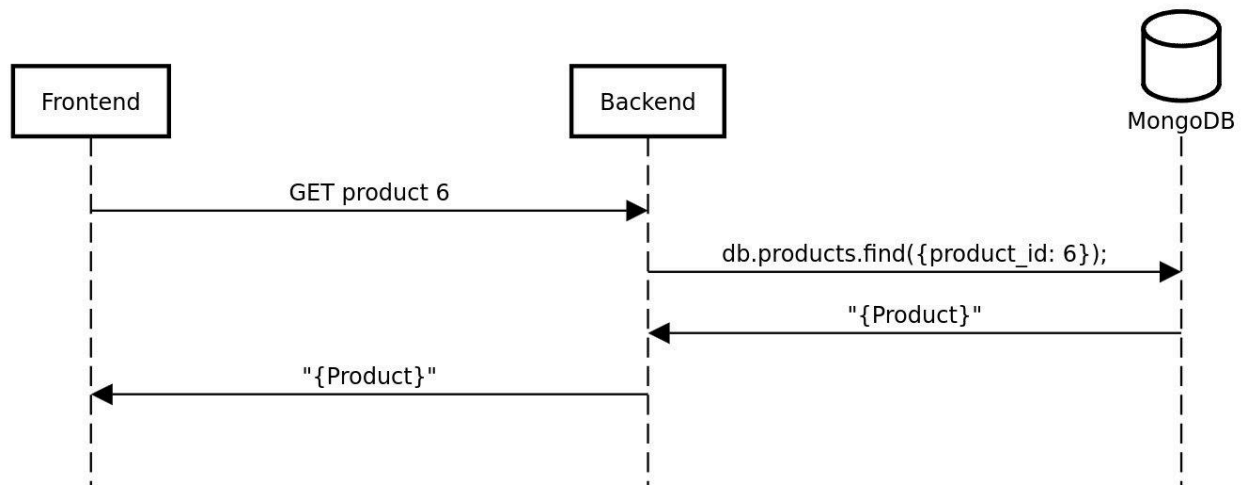 Frontend
Backend
MongoDB
GET product 6
db.products.find({product_id: 6});
"{Product}"
"{Product}"